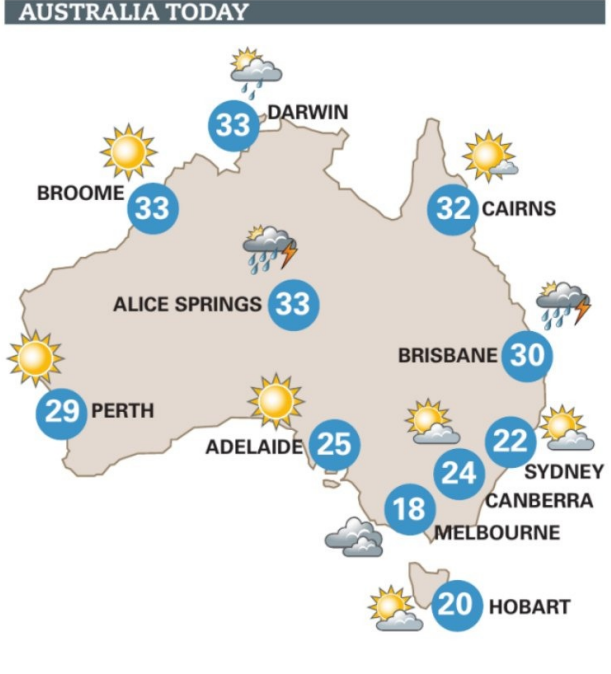 AUSTRALIA TODAY
DARWIN
33
BROOME
33
32 CAIRNS
ALICE SPRINGS 33
BRISBANE 30
29 PERTH
ADELAIDE 25
22
SYDNEY
24
CANBERRA
18
MELBOURNE
20 HOBART